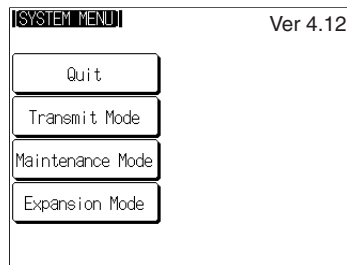 [SYSTEM MENU]
Ver 4.12
Quit
Transmit Mode
Maintenance Mode
Expansion Mode